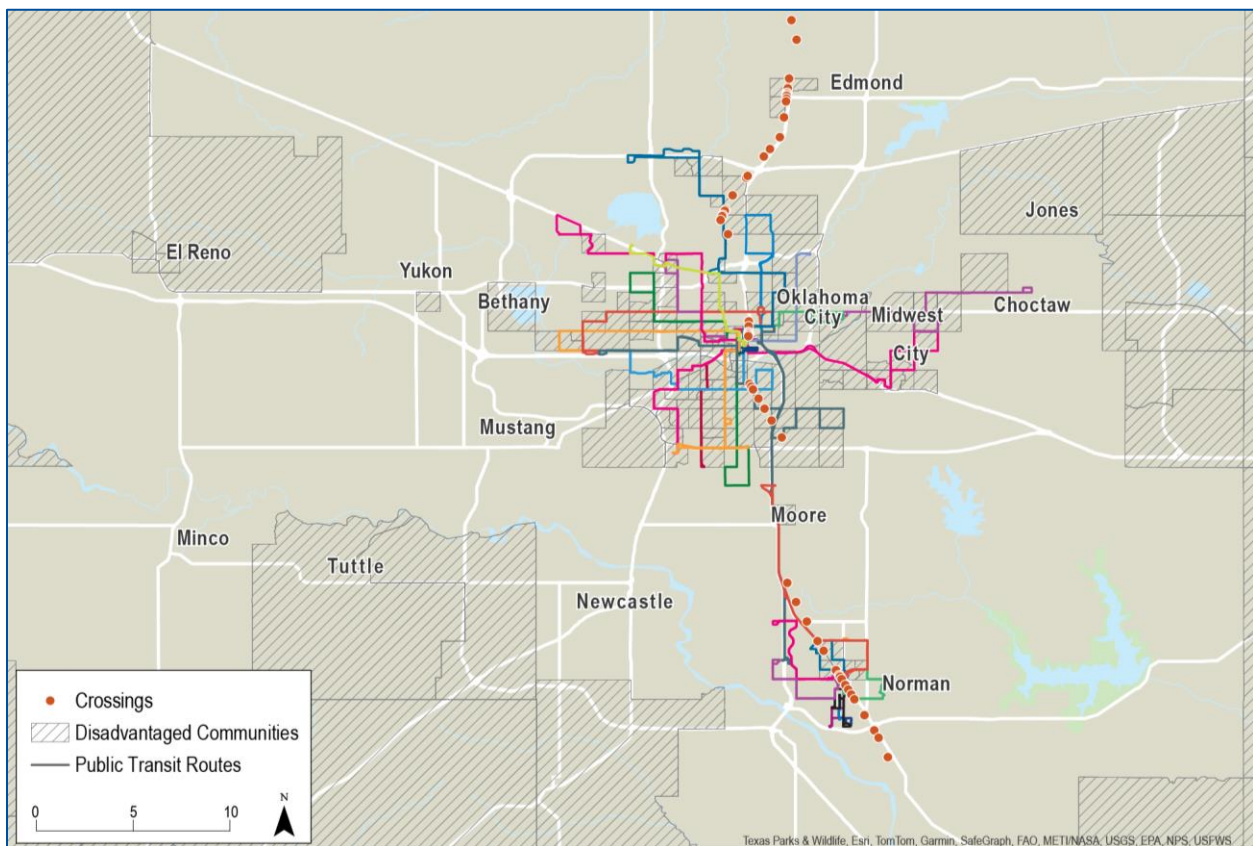 Edmond
Jones
El Reno
Yukon
Bethany
Oklahoma
City
Midwest
City
Choctaw
Mustang
Moore
Minco
Tuttle
Newcastle
Norman
Crossings
Disadvantaged Communities
Public Transit Routes
0 5 10
N
Texas Parks & Wildlife, Esri, TomTom, Garmin, SafeGraph, FAO, METI/NASA, USGS, EPA, NPS, USFWS